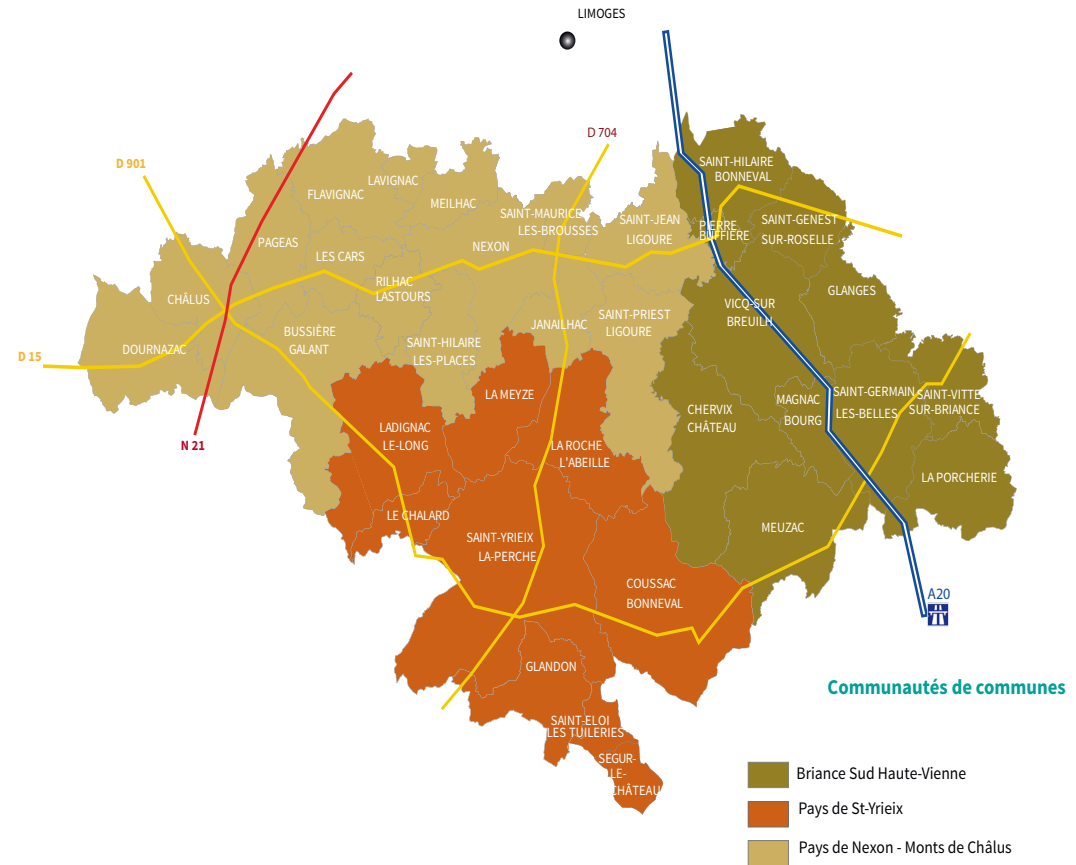 LIMOGES
D 704
D 901
SAINT-HILAIRE
BONNEVAL
LAVIGNAC
FLAVIGNAC
MEILHAC
SAINT-MAURICE
LES-BROUSSES
SAINT-JEAN
LIGOURE
PIERRE
BUFFIÈRE
SAINT-GENEST
SUR-ROSELLE
PAGEAS
LES CARS
NEXON
RILHAC
LASTOURS
GLANGES
CHÂLUS
VICQ-SUR
BREUILH
SAINT-PRIEST
LIGOURE
JANAILHAC
BUSSIÈRE
GALANT
SAINT-HILAIRE
LES-PLACES
DOURNAZAC
D 15
LA MEYZE
CHERVIX
CHÂTEAU
MAGNAC
BOURG
SAINT-GERMAIN
LES-BELLES
SAINT-VITTE
SUR-BRIANCE
N 21
LADIGNAC
LE-LONG
LA ROCHE
L'ABEILLE
LA PORCHERIE
LE CHALARD
SAINT-YRIEIX
LA-PERCHE
MEUZAC
COUSSAC
BONNEVAL
A20
GLANDON
Communautés de communes
SAINT-ELOI
LES TUILERIES
SEGUR-
LE-
CHÂTEAU
Briance Sud Haute-Vienne
Pays de St-Yrieix
Pays de Nexon - Monts de Châlus